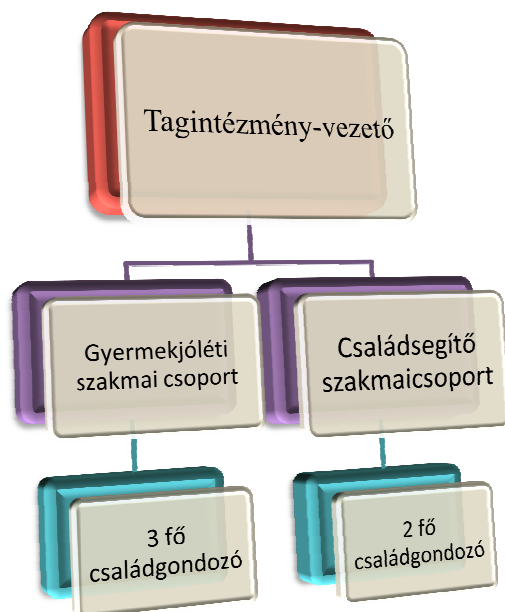 Tagintézmény-vezető
Gyermekjóléti
szakmai csoport
Családsegítő
szakmaicsoport
3 fő
családgondozó
2 fő
családgondozó